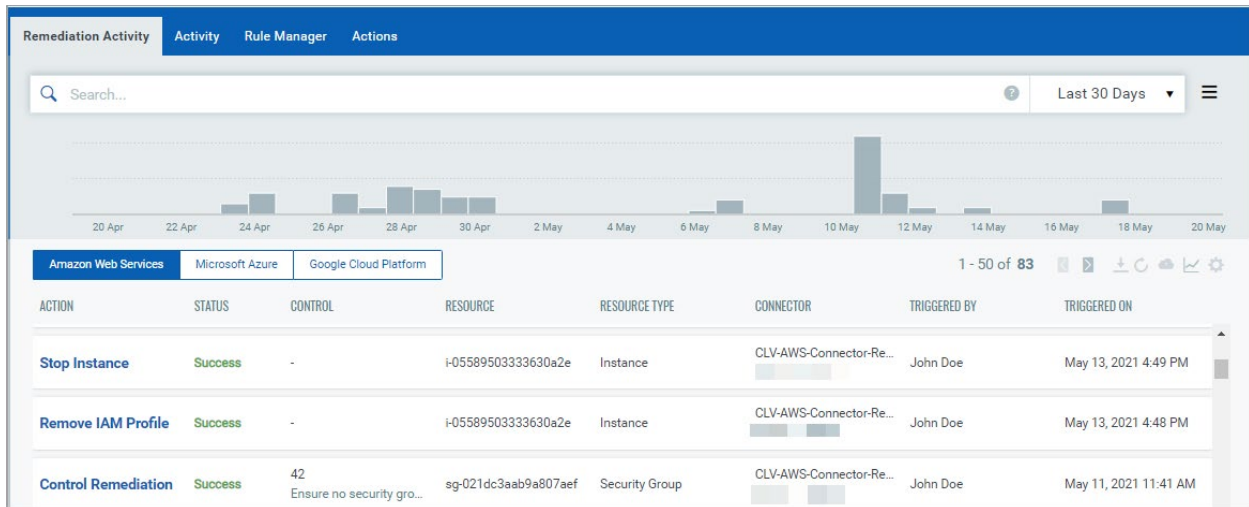 Remediation Activity Activity Rule Manager Actions
Search... ? Last 30 Days
20 Apr 22 Apr 24 Apr 26 Apr 28 Apr 30 Apr 2 May 4 May 6 May 8 May 10 May 12 May 14 May 16 May 18 May 20 May
Amazon Web Services Microsoft Azure Google Cloud Platform 1 - 50 of 83
ACTION STATUS CONTROL RESOURCE RESOURCE TYPE CONNECTOR TRIGGERED BY TRIGGERED ON
Stop Instance Success - i-05589503333630a2e Instance CLV-AWS-Connector-Re... John Doe May 13, 2021 4:49 PM
Remove IAM Profile Success - i-05589503333630a2e Instance CLV-AWS-Connector-Re... John Doe May 13, 2021 4:48 PM
Control Remediation Success 42 sg-021dc3aab9a807aef Security Group CLV-AWS-Connector-Re... John Doe May 11, 2021 11:41 AM
Ensure no security gro...